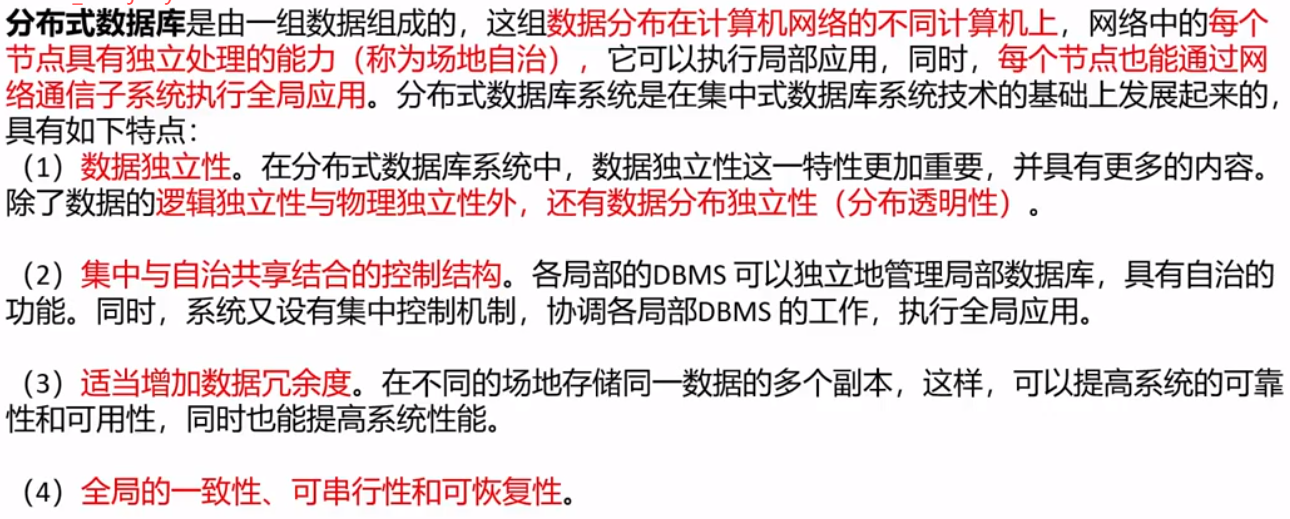 分布式数据库是由一组数据组成的，这组数据分布在计算机网络的不同计算机上，网络中的每个
节点具有独立处理的能力（称为场地自治），它可以执行局部应用，同时，每个节点也能通过网
络通信子系统执行全局应用。分布式数据库系统是在集中式数据库系统技术的基础上发展起来的，
具有如下特点：
（1）数据独立性。在分布式数据库系统中，数据独立性这一特性更加重要，并具有更多的内容。
除了数据的逻辑独立性与物理独立性外，还有数据分布独立性（分布透明性）。
（2）集中与自治共享结合的控制结构。各局部的DBMS 可以独立地管理局部数据库，具有自治的
功能。同时，系统又设有集中控制机制，协调各局部DBMS 的工作，执行全局应用。
（3）适当增加数据冗余度。在不同的场地存储同一数据的多个副本，这样，可以提高系统的可靠
性和可用性，同时也能提高系统性能。
（4）全局的一致性、可串行性和可恢复性。